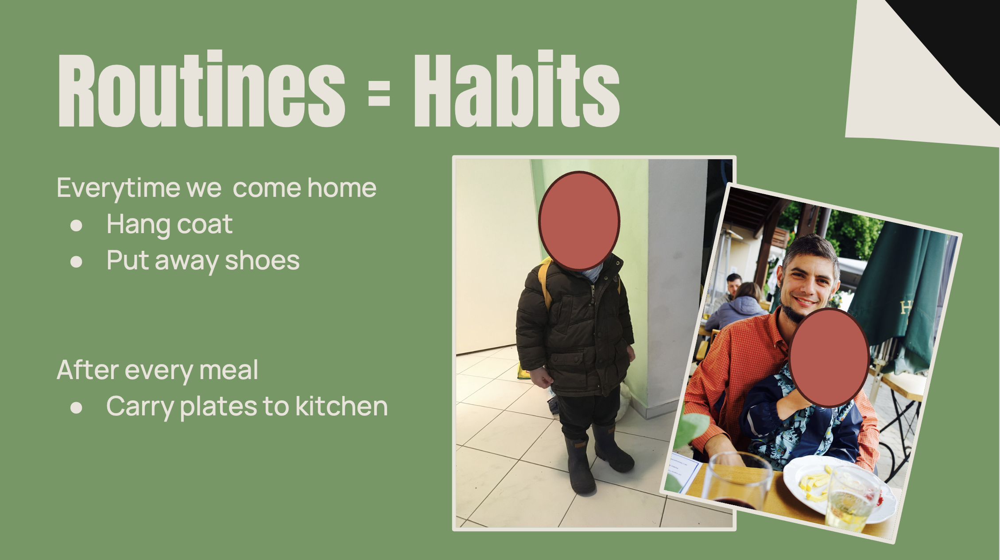 Routines = Habits
Everytime we  come home
● Hang coat
● Put away shoes
After every meal
● Carry plates to kitchen
H